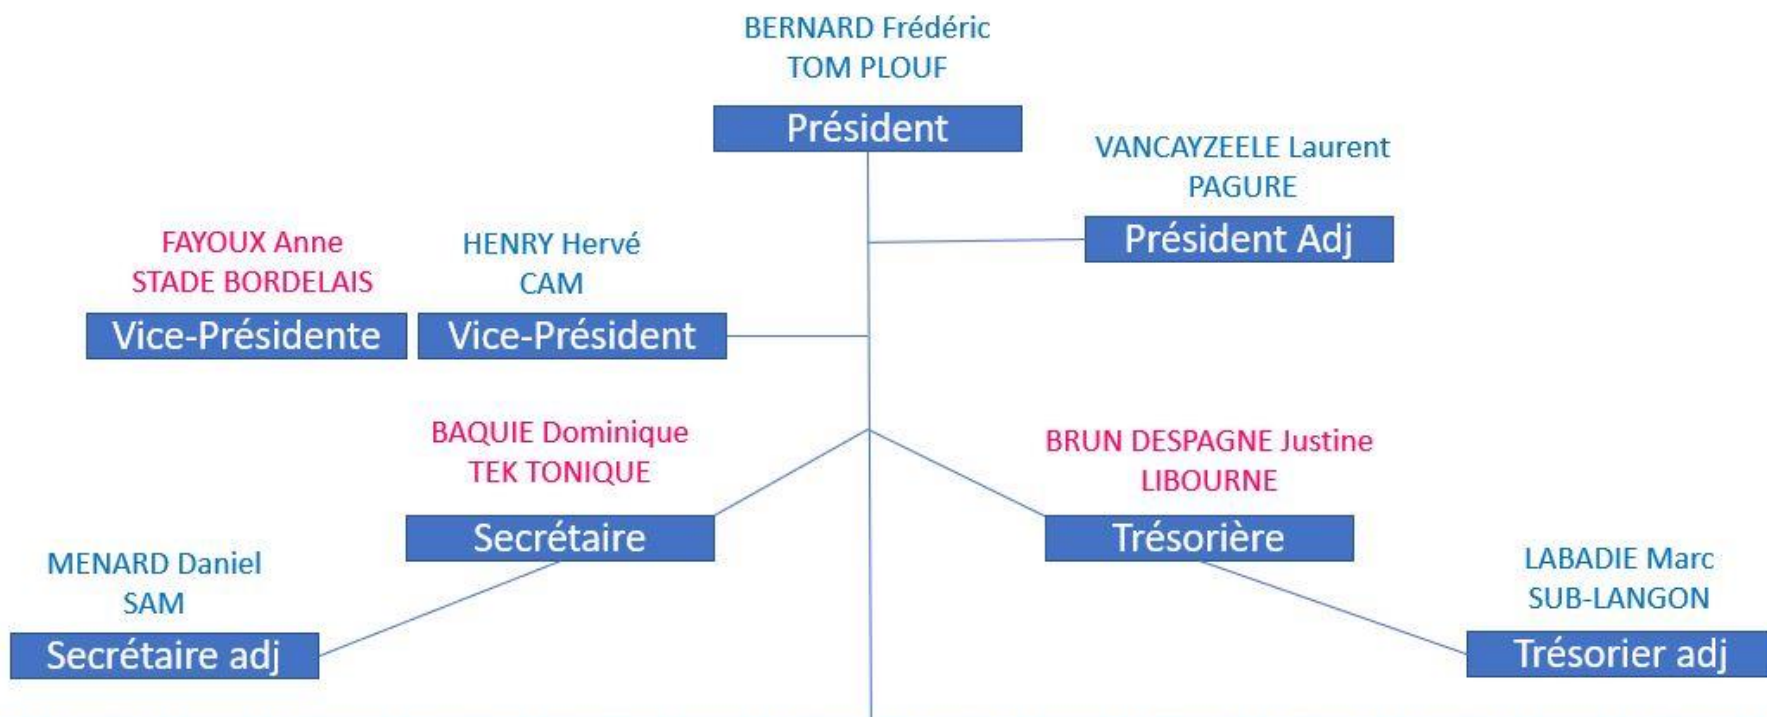 BERNARD Frédéric
TOM PLOUF
Président
VANCAYZEELE Laurent
PAGURE
Président Adj
FAYOUX Anne
STADE BORDELAIS
Vice-Présidente
HENRY Hervé
CAM
Vice-Président
BAQUIE Dominique
TEK TONIQUE
Secrétaire
BRUN DESPAGNE Justine
LIBOURNE
Trésorière
MENARD Daniel
SAM
Secrétaire adj
LABADIE Marc
SUB-LANGON
Trésorier adj